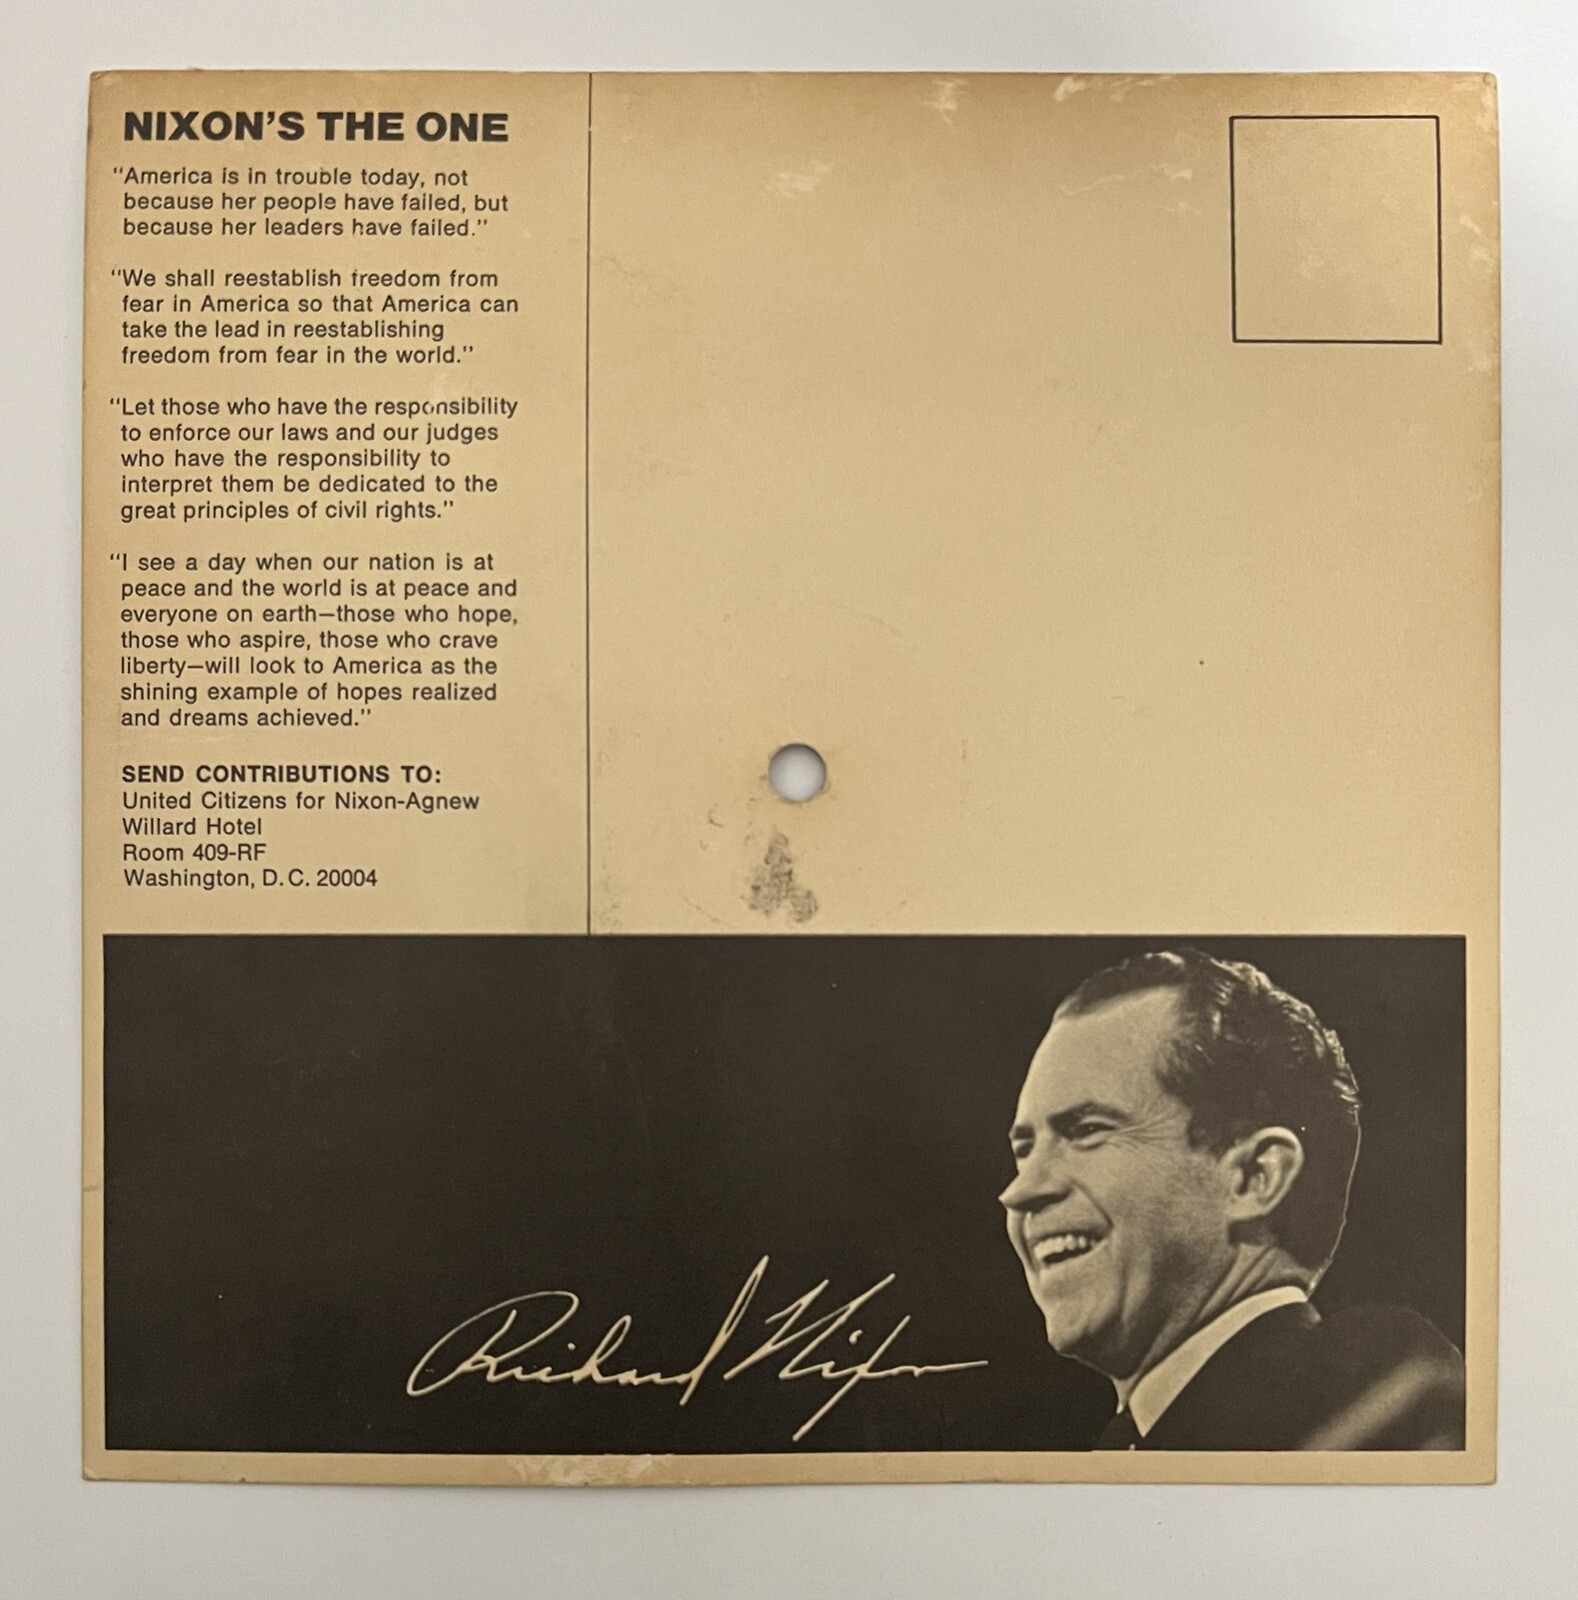 NIXON'S THE ONE
"America is in trouble today, not
because her people have failed, but
because her leaders have failed."
"We shall reestablish freedom from
fear in America so that America can
take the lead in reestablishing
freedom from fear in the world."
"Let those who have the responsibility
to enforce our laws and our judges
who have the responsibility to
interpret them be dedicated to the
great principles of civil rights."
"I see a day when our nation is at
peace and the world is at peace and
everyone on earth—those who hope,
those who aspire, those who crave
liberty—will look to America as the
shining example of hopes realized
and dreams achieved."
SEND CONTRIBUTIONS TO:
United Citizens for Nixon-Agnew
Willard Hotel
Room 409-RF
Washington, D.C. 20004
Richard Nixon